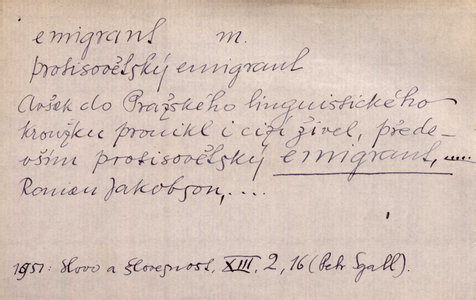 emigrant m.
protisovětský emigrant
Avšak do Pražského linguistického
kroužku pronikl i cizí živel, přede-
vším protisovětský emigrant, .....
Roman Jakobson, ....
1951: Slovo a slovesnost, XIII, 2, 16 (Petr Sgall).